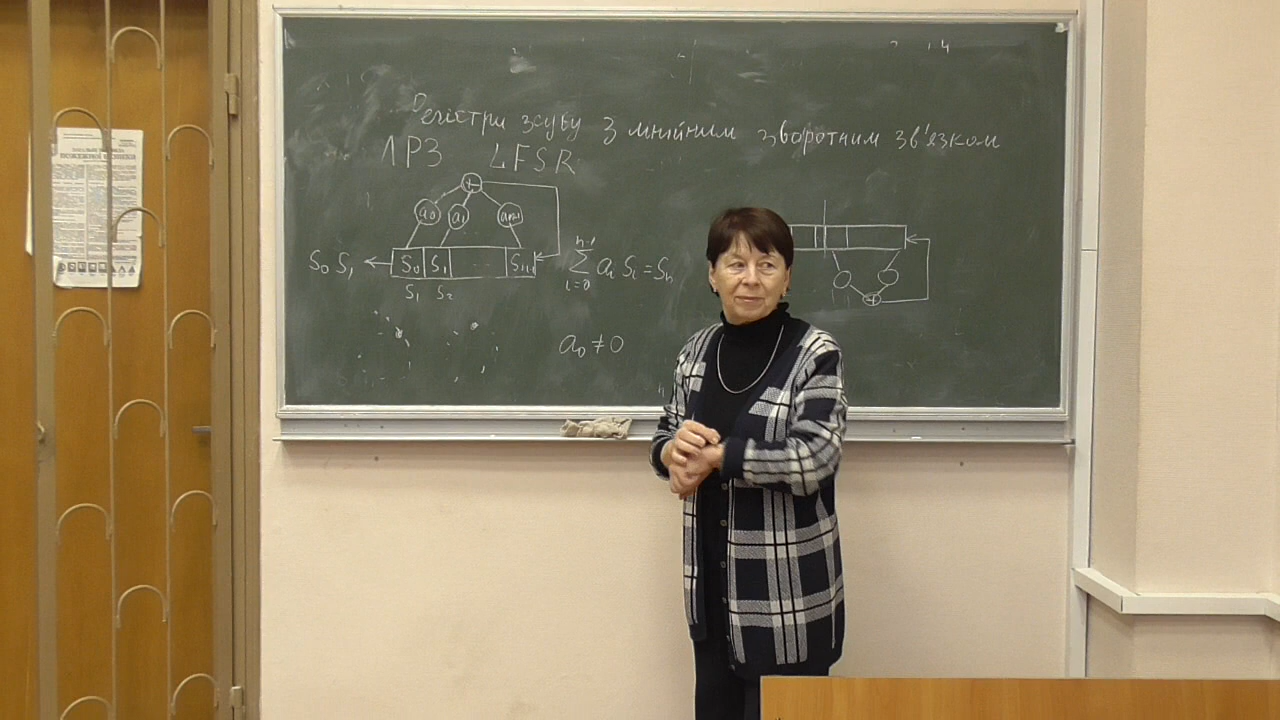 Регістри зсуву з лінійним зворотним зв'язком
ЛРЗ LFSR
+
a₀ a₁ aₙ₋₁
S₀ S₁ ← S₀ S₁ ... Sₙ₋₁
S₁ S₂
n-1
∑ aᵢ Sᵢ = Sₙ
i=0
a₀ ≠ 0
+